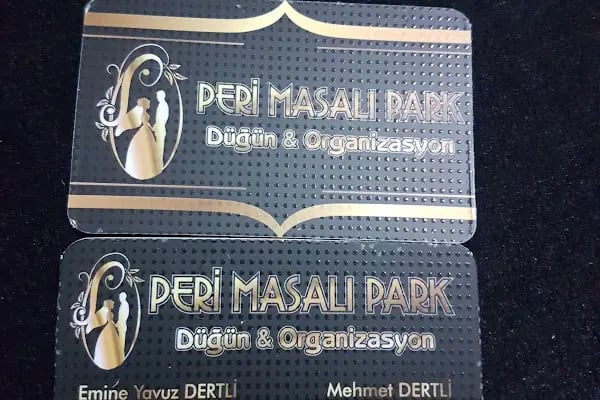 PERİ MASALI PARK
Düğün & Organizasyon
PERİ MASALI PARK
Düğün & Organizasyon
Emine Yavuz DERTLİ Mehmet DERTLİ